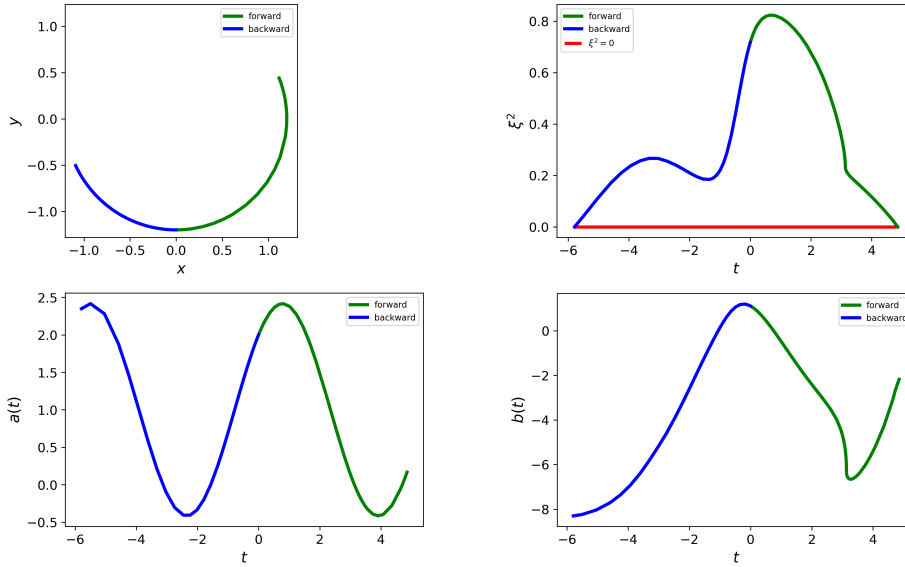 1.0
0.5
0.0
−0.5
−1.0
y
−1.0 −0.5 0.0 0.5 1.0
x
forward
backward
0.8
0.6
0.4
0.2
0.0
ξ²
−6 −4 −2 0 2 4
t
forward
backward
ξ² = 0
2.5
2.0
1.5
1.0
0.5
0.0
−0.5
a(t)
−6 −4 −2 0 2 4
t
forward
backward
0
−2
−4
−6
−8
b(t)
−6 −4 −2 0 2 4
t
forward
backward